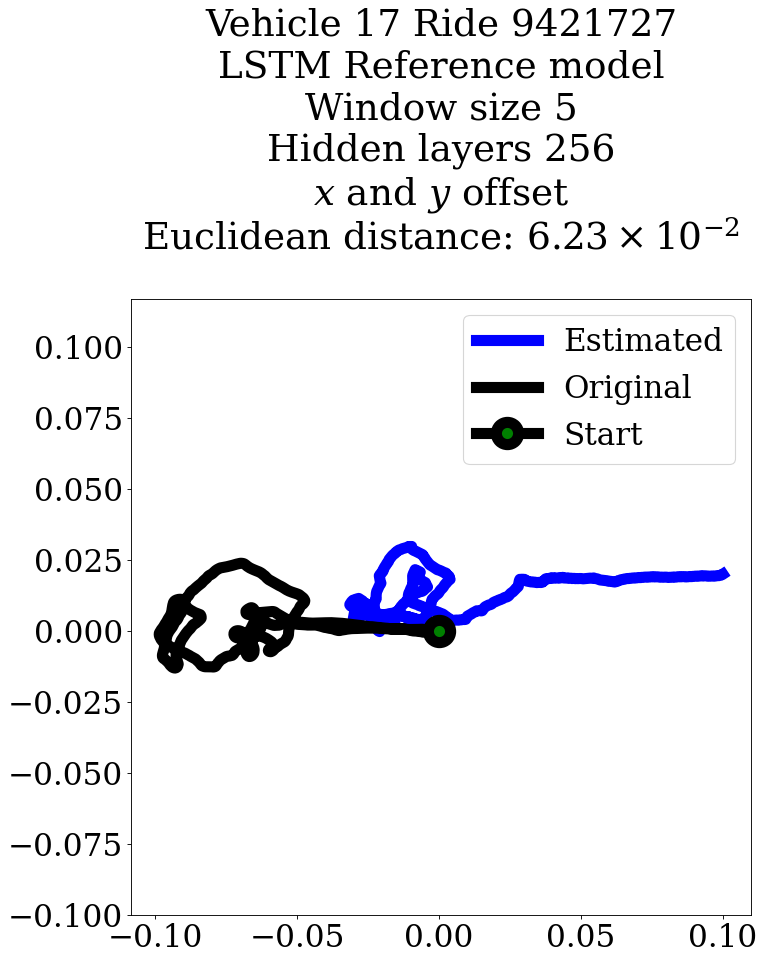 Vehicle 17 Ride 9421727
LSTM Reference model
Window size 5
Hidden layers 256
x and y offset
Euclidean distance: 6.23 × 10⁻²
Estimated
Original
Start
0.100
0.075
0.050
0.025
0.000
−0.025
−0.050
−0.075
−0.100
−0.10 −0.05 0.00 0.05 0.10